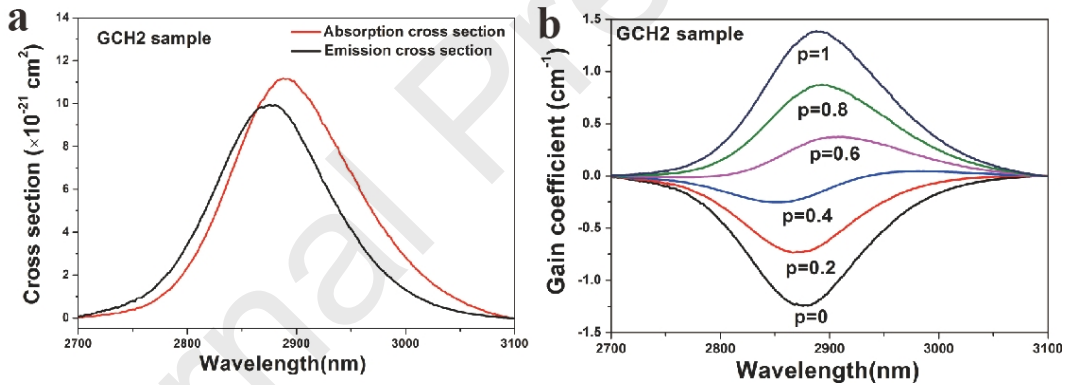 a
GCH2 sample
Absorption cross section
Emission cross section
Cross section (×10⁻²¹ cm²)
14
12
10
8
6
4
2
0
2700 2800 2900 3000 3100
Wavelength(nm)
b
GCH2 sample
Gain coefficient (cm⁻¹)
1.5
1.0
0.5
0.0
-0.5
-1.0
-1.5
p=1
p=0.8
p=0.6
p=0.4
p=0.2
p=0
2700 2800 2900 3000 3100
Wavelength(nm)